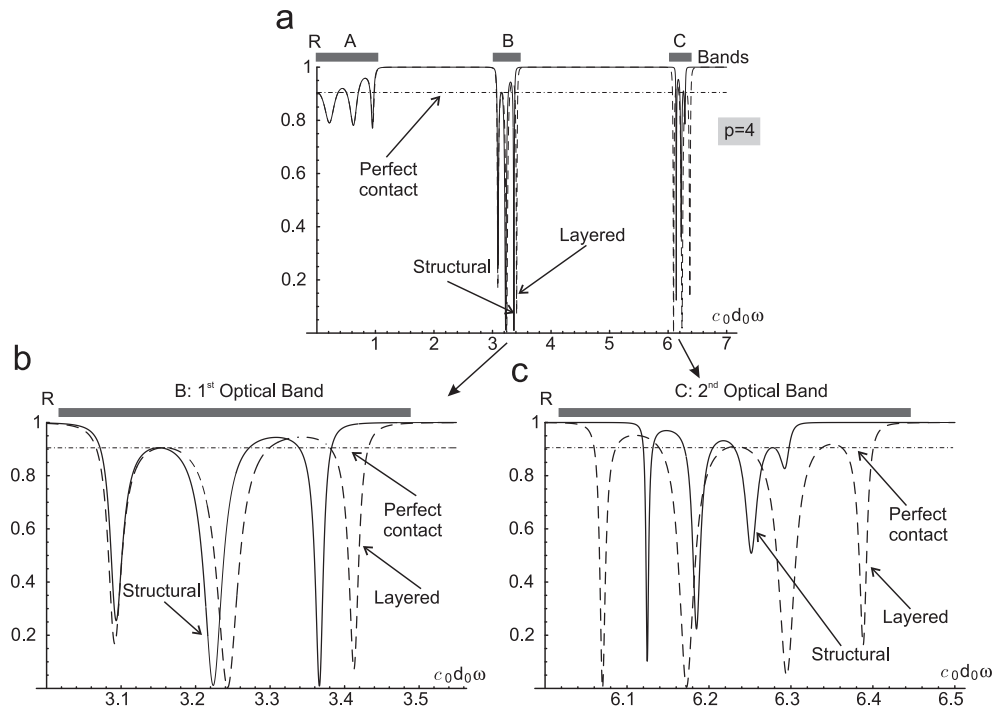 a
R A B C Bands
1
0.8
0.6
0.4
0.2
Perfect
contact
p=4
Structural
Layered
c₀d₀ω
1 2 3 4 5 6 7
b
R
B: 1st Optical Band
1
0.8
0.6
0.4
0.2
Perfect
contact
Structural
Layered
c₀d₀ω
3.1 3.2 3.3 3.4 3.5
c
R
C: 2nd Optical Band
1
0.8
0.6
0.4
0.2
Perfect
contact
Layered
Structural
c₀d₀ω
6.1 6.2 6.3 6.4 6.5